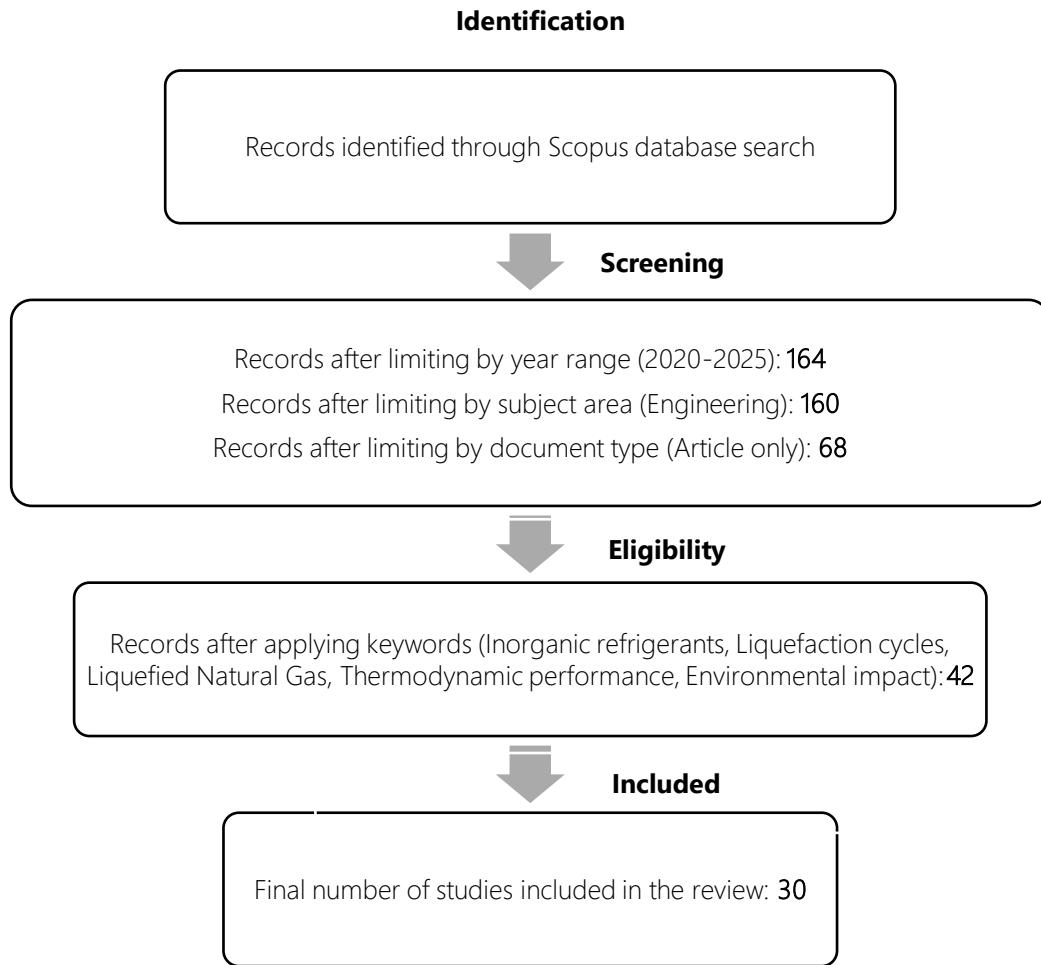 Identification
Records identified through Scopus database search
Screening
Records after limiting by year range (2020-2025): 164
Records after limiting by subject area (Engineering): 160
Records after limiting by document type (Article only): 68
Eligibility
Records after applying keywords (Inorganic refrigerants, Liquefaction cycles,
Liquefied Natural Gas, Thermodynamic performance, Environmental impact): 42
Included
Final number of studies included in the review: 30